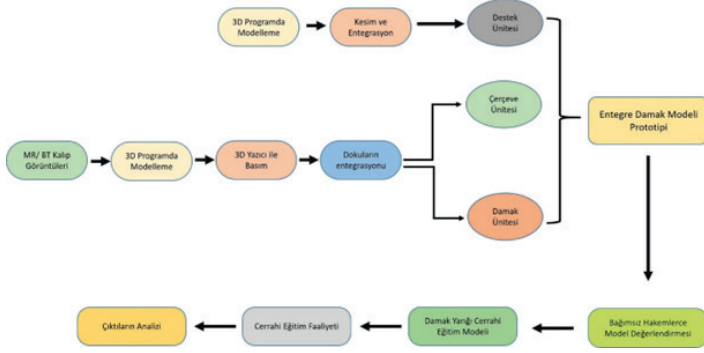 3D Programda
Modelleme
Kesim ve
Entegrasyon
Destek
Ünitesi
Çerçeve
Ünitesi
Entegre Damak Modeli
Prototipi
MR/ BT Kalıp
Görüntüleri
3D Programda
Modelleme
3D Yazıcı ile
Basım
Dokuların
entegrasyonu
Damak
Ünitesi
Çıktıların Analizi
Cerrahi Eğitim Faaliyeti
Damak Yarığı Cerrahi
Eğitim Modeli
Bağımsız Hakemlerce
Model Değerlendirmesi